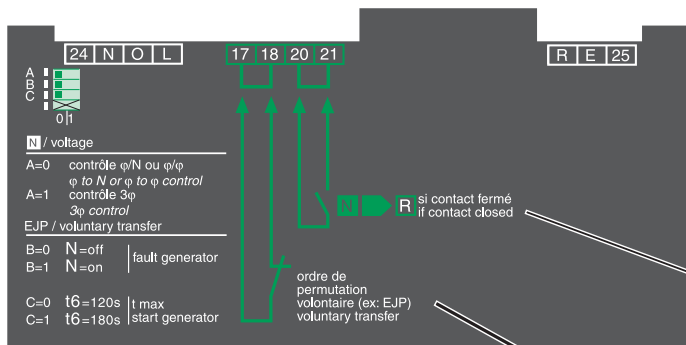 24 N O L 17 18 20 21 R E 25
A
B
C
0 1
N / voltage
A=0 contrôle φ/N ou φ/φ
φ to N or φ to φ control
A=1 contrôle 3φ
3φ control
EJP / voluntary transfer
B=0 N=off
B=1 N=on
fault generator
C=0 t6=120s t max
C=1 t6=180s start generator
N R si contact fermé
if contact closed
ordre de
permutation
volontaire (ex: EJP)
voluntary transfer